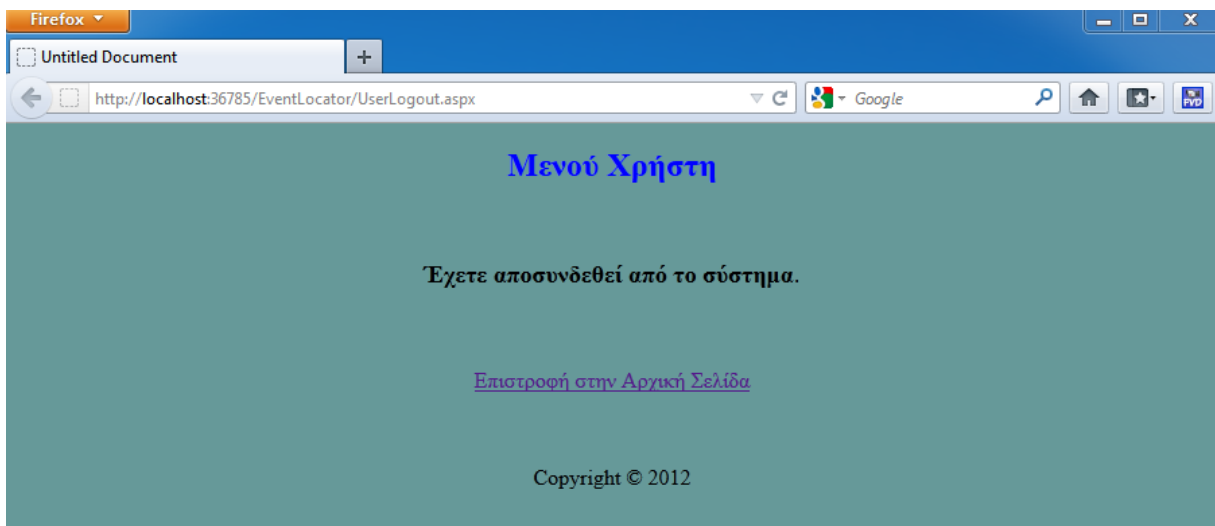 Firefox
Untitled Document
http://localhost:36785/EventLocator/UserLogout.aspx
Google
FVD
Μενού Χρήστη
Έχετε αποσυνδεθεί από το σύστημα.
Επιστροφή στην Αρχική Σελίδα
Copyright © 2012